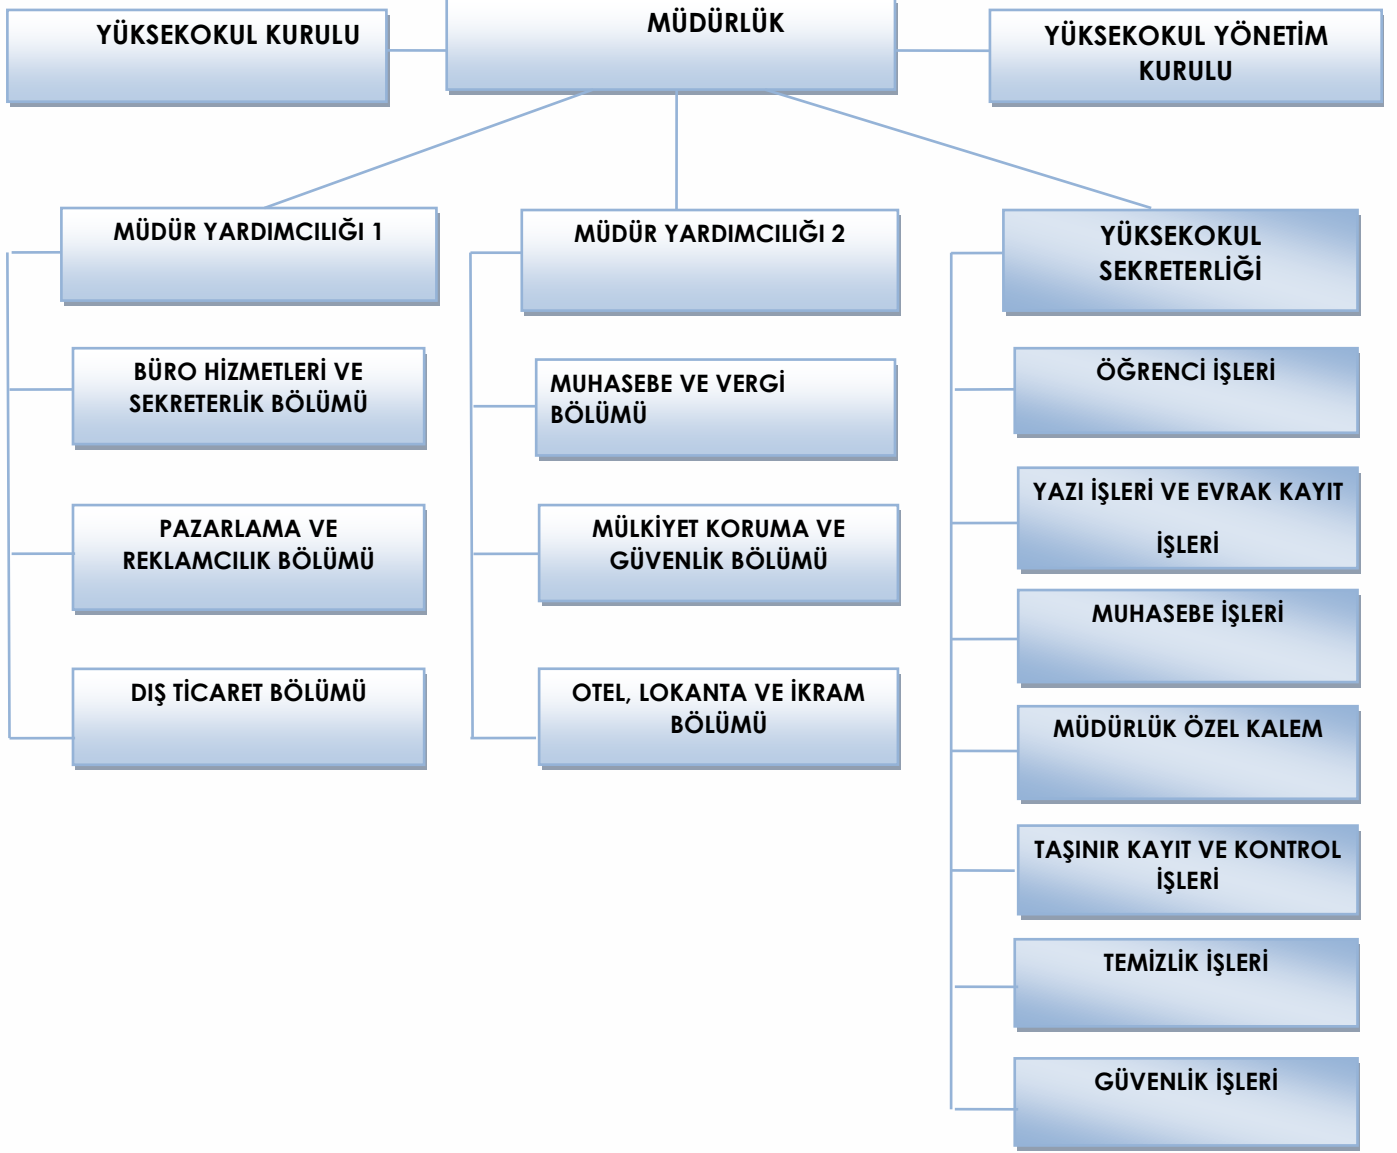 YÜKSEKOKUL KURULU
MÜDÜRLÜK
YÜKSEKOKUL YÖNETİM
KURULU
MÜDÜR YARDIMCILIĞI 1
BÜRO HİZMETLERİ VE
SEKRETERLİK BÖLÜMÜ
PAZARLAMA VE
REKLAMCILIK BÖLÜMÜ
DIŞ TİCARET BÖLÜMÜ
MÜDÜR YARDIMCILIĞI 2
MUHASEBE VE VERGİ
BÖLÜMÜ
MÜLKİYET KORUMA VE
GÜVENLİK BÖLÜMÜ
OTEL, LOKANTA VE İKRAM
BÖLÜMÜ
YÜKSEKOKUL
SEKRETERLİĞİ
ÖĞRENCİ İŞLERİ
YAZI İŞLERİ VE EVRAK KAYIT
İŞLERİ
MUHASEBE İŞLERİ
MÜDÜRLÜK ÖZEL KALEM
TAŞINIR KAYIT VE KONTROL
İŞLERİ
TEMİZLİK İŞLERİ
GÜVENLİK İŞLERİ